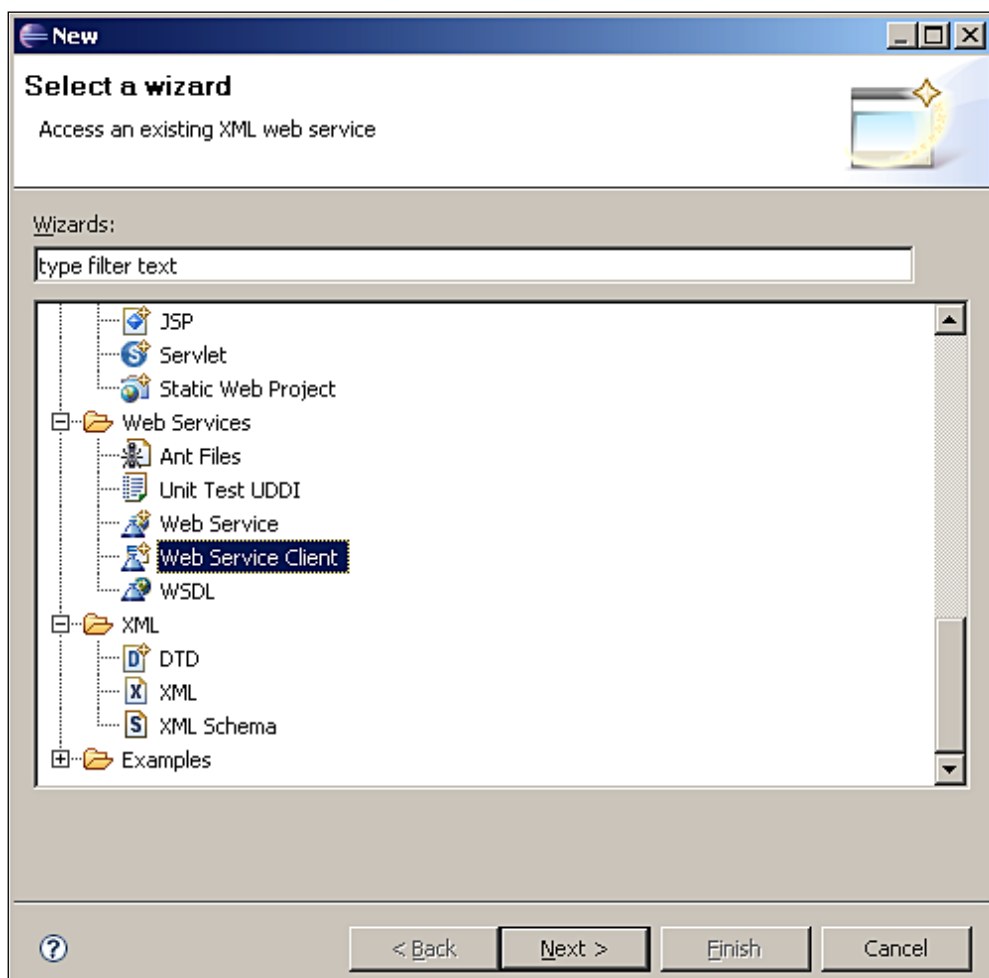 New
Select a wizard
Access an existing XML web service
Wizards:
type filter text
JSP
Servlet
Static Web Project
Web Services
Ant Files
Unit Test UDDI
Web Service
Web Service Client
WSDL
XML
DTD
XML
XML Schema
Examples
< Back Next > Finish Cancel